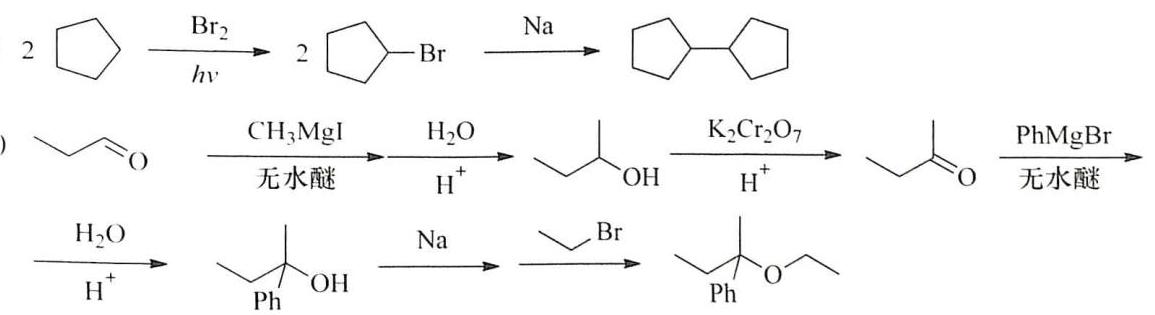 2 Br₂ hν 2 Br Na
) O CH₃MgI 无水醚 H₂O H⁺ OH K₂Cr₂O₇ H⁺ O PhMgBr 无水醚
H₂O H⁺ Ph OH Na Br Ph O